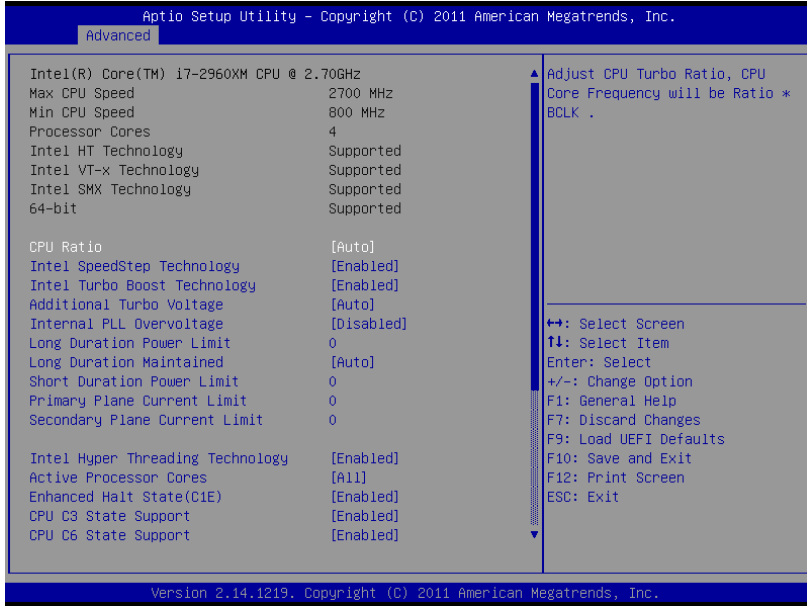 Aptio Setup Utility – Copyright (C) 2011 American Megatrends, Inc.
Advanced
Intel(R) Core(TM) i7-2960XM CPU @ 2.70GHz
Max CPU Speed 2700 MHz
Min CPU Speed 800 MHz
Processor Cores 4
Intel HT Technology Supported
Intel VT-x Technology Supported
Intel SMX Technology Supported
64-bit Supported
CPU Ratio [Auto]
Intel SpeedStep Technology [Enabled]
Intel Turbo Boost Technology [Enabled]
Additional Turbo Voltage [Auto]
Internal PLL Overvoltage [Disabled]
Long Duration Power Limit 0
Long Duration Maintained [Auto]
Short Duration Power Limit 0
Primary Plane Current Limit 0
Secondary Plane Current Limit 0
Intel Hyper Threading Technology [Enabled]
Active Processor Cores [All]
Enhanced Halt State(C1E) [Enabled]
CPU C3 State Support [Enabled]
CPU C6 State Support [Enabled]
Adjust CPU Turbo Ratio, CPU
Core Frequency will be Ratio *
BCLK .
↔: Select Screen
↑↓: Select Item
Enter: Select
+/-: Change Option
F1: General Help
F7: Discard Changes
F9: Load UEFI Defaults
F10: Save and Exit
F12: Print Screen
ESC: Exit
Version 2.14.1219. Copyright (C) 2011 American Megatrends, Inc.